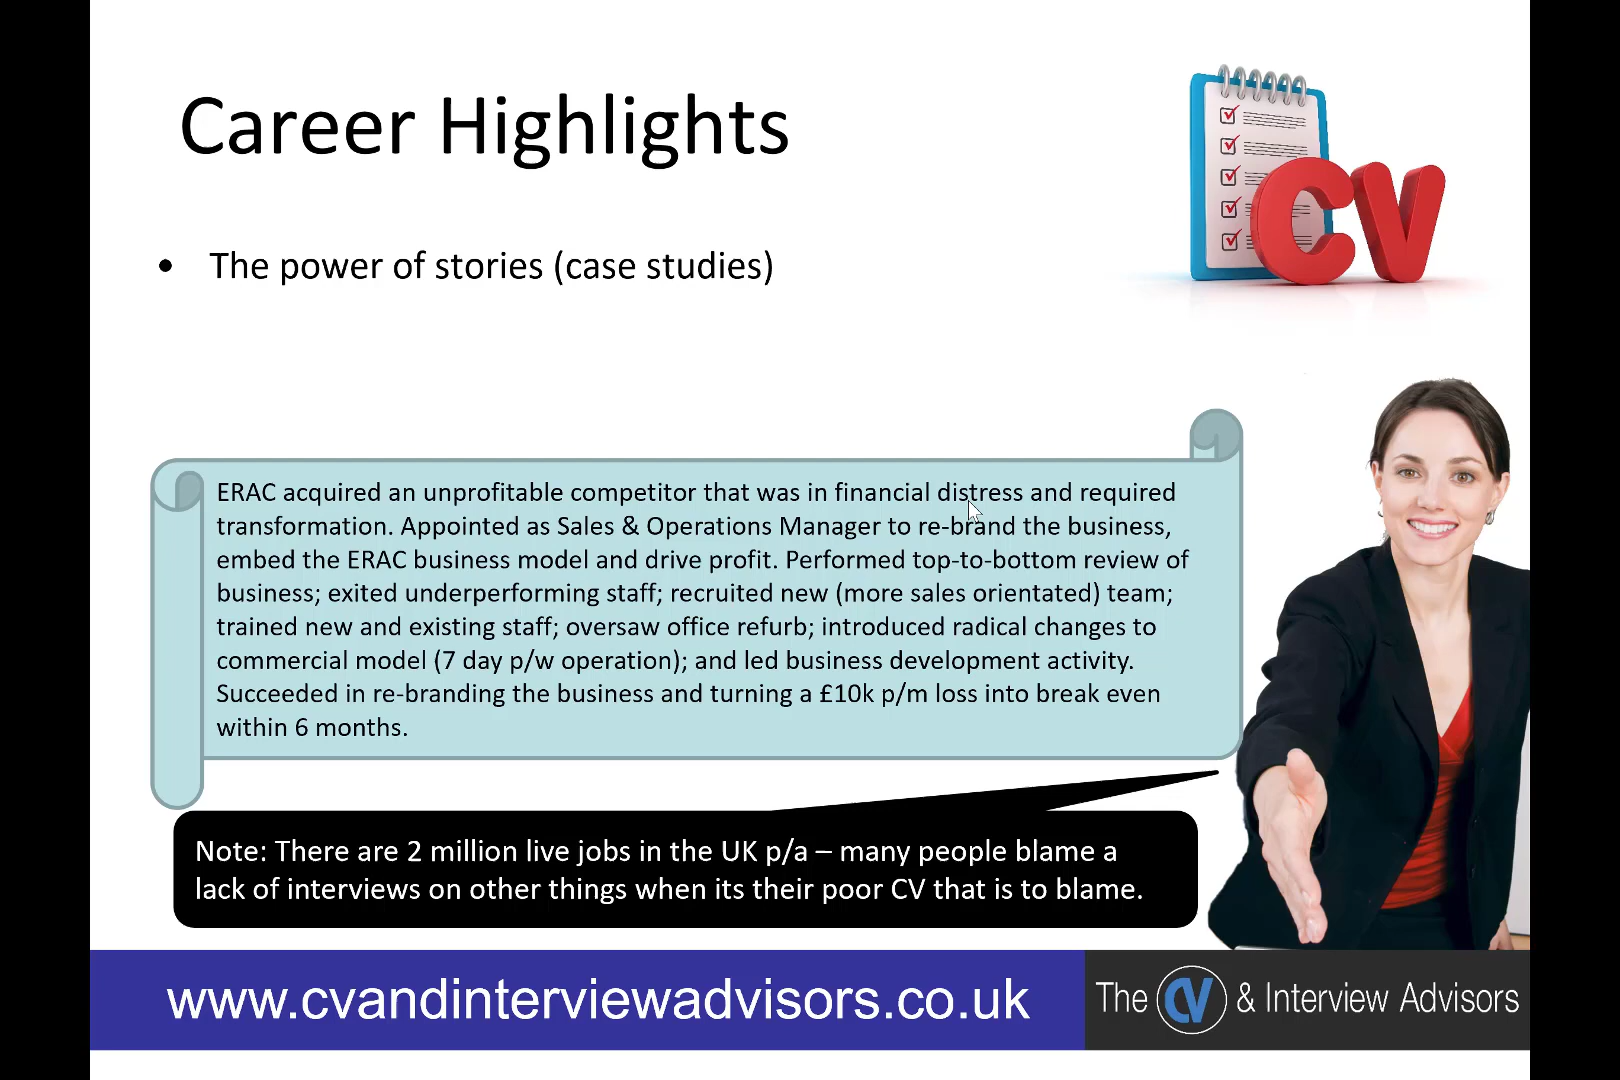 Career Highlights
CV
• The power of stories (case studies)
ERAC acquired an unprofitable competitor that was in financial distress and required
transformation. Appointed as Sales & Operations Manager to re-brand the business,
embed the ERAC business model and drive profit. Performed top-to-bottom review of
business; exited underperforming staff; recruited new (more sales orientated) team;
trained new and existing staff; oversaw office refurb; introduced radical changes to
commercial model (7 day p/w operation); and led business development activity.
Succeeded in re-branding the business and turning a £10k p/m loss into break even
within 6 months.
Note: There are 2 million live jobs in the UK p/a – many people blame a
lack of interviews on other things when its their poor CV that is to blame.
www.cvandinterviewadvisors.co.uk
The CV & Interview Advisors